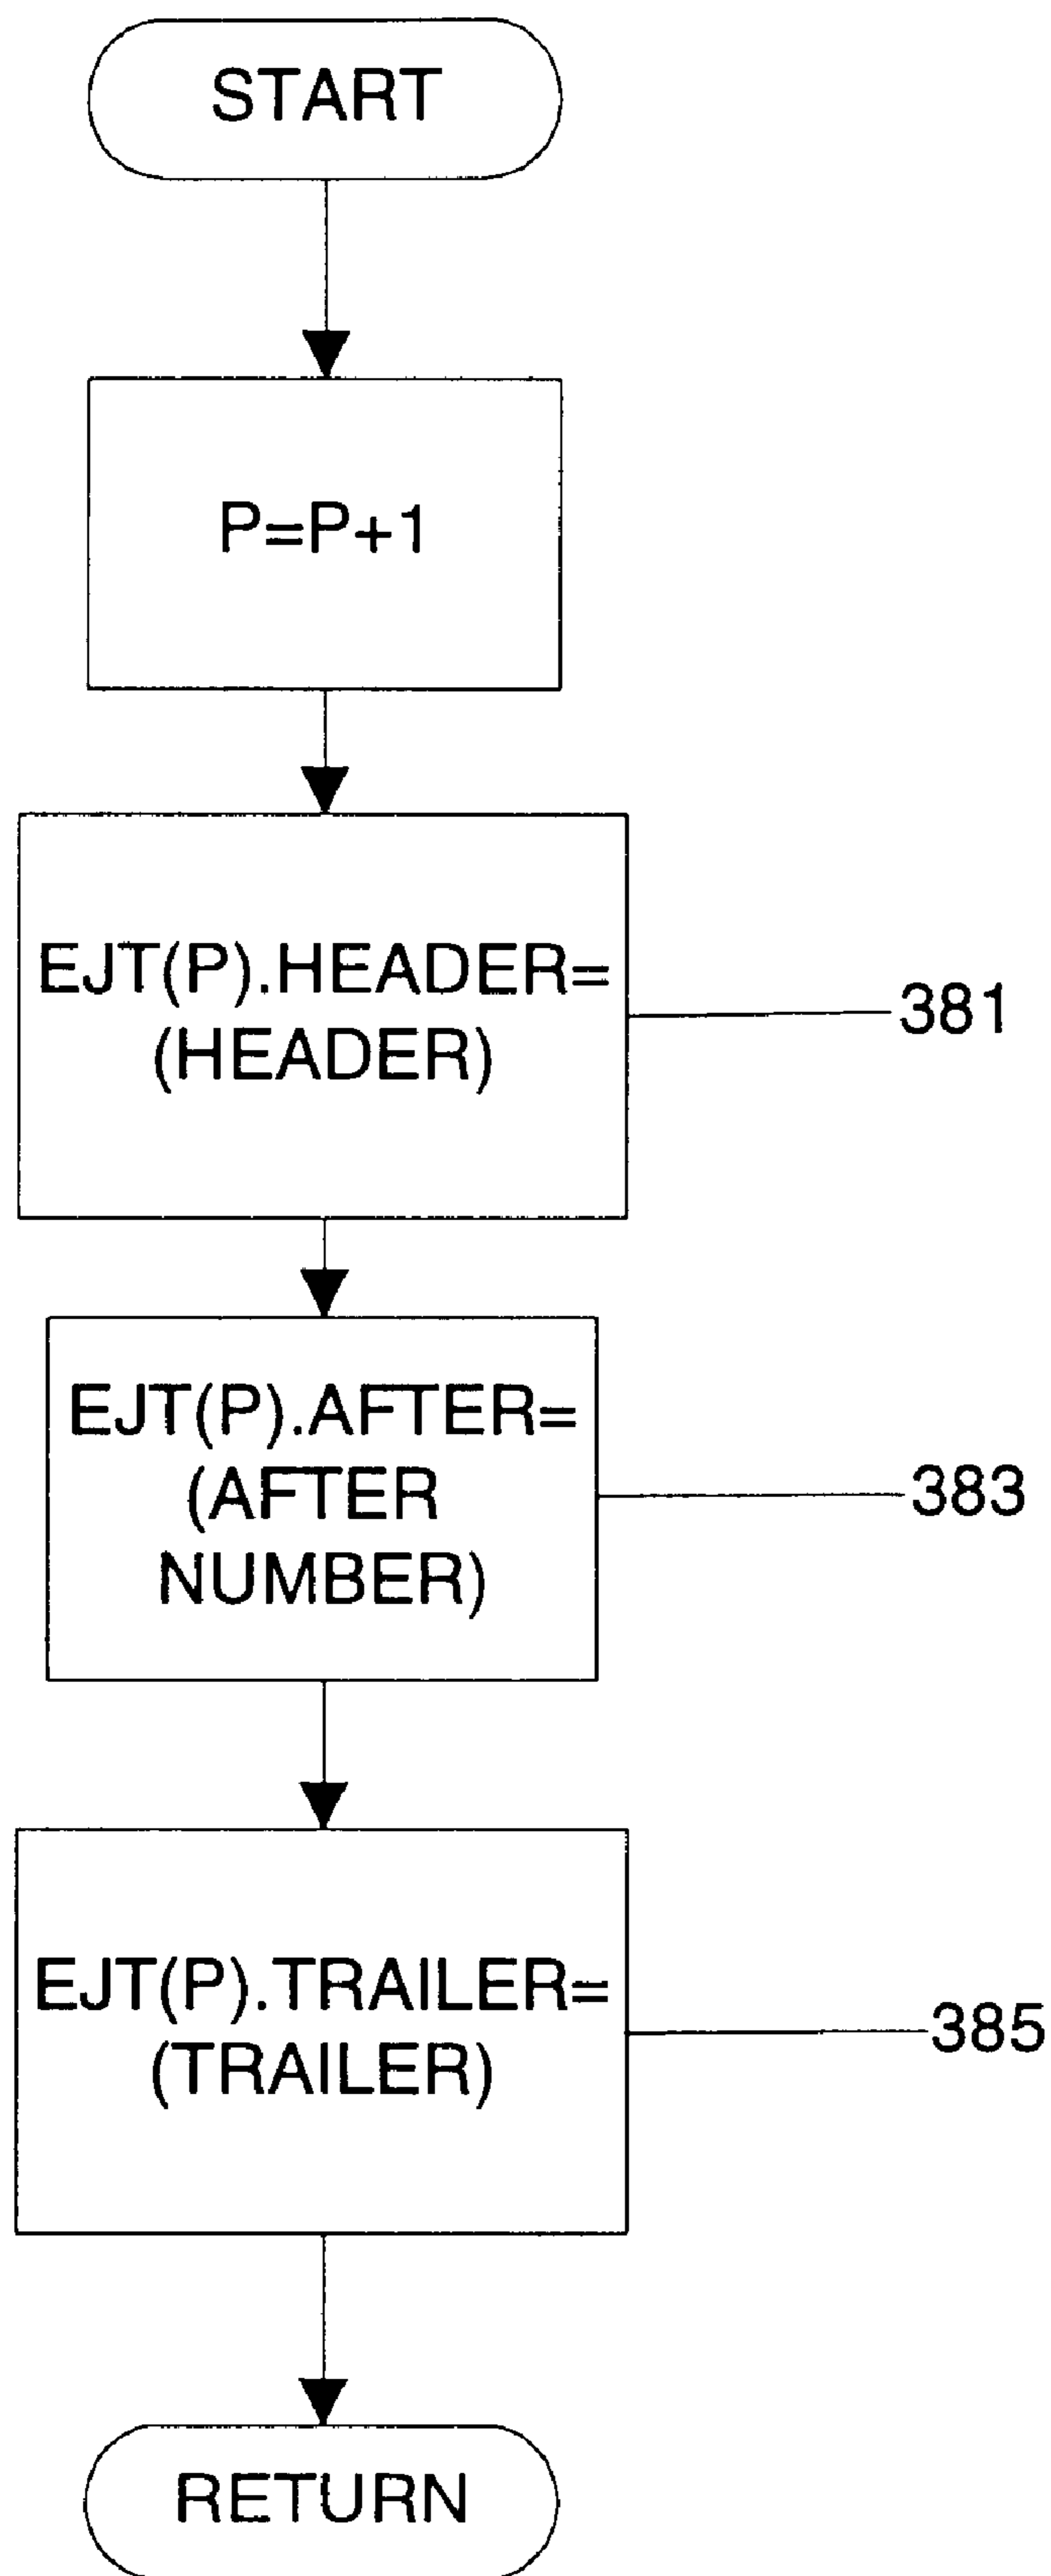 START
P=P+1
EJT(P).HEADER=
(HEADER)
381
EJT(P).AFTER=
(AFTER
NUMBER)
383
EJT(P).TRAILER=
(TRAILER)
385
RETURN